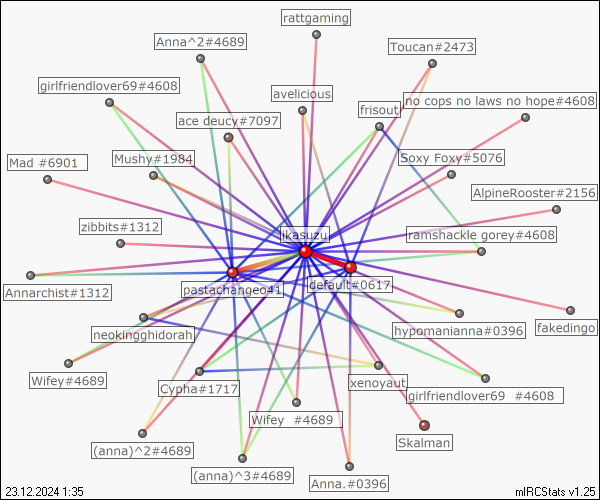 rattgaming
Anna^2#4689
Toucan#2473
girlfriendlover69#4608
avelicious
no cops no laws no hope#4608
frisout
ace deucy#7097
Mushy#1984
Soxy Foxy#5076
Mad #6901
AlpineRooster#2156
zibbits#1312
ikasuzu
ramshackle gorey#4608
Annarchist#1312
pastachangeo41
default#0617
neokingghidorah
hypomanianna#0396
fakedingo
Wifey#4689
Cypha#1717
xenoyaut
girlfriendlover69 #4608
Wifey #4689
Skalman
(anna)^2#4689
(anna)^3#4689
Anna.#0396
23.12.2024 1:35
mIRCStats v1.25